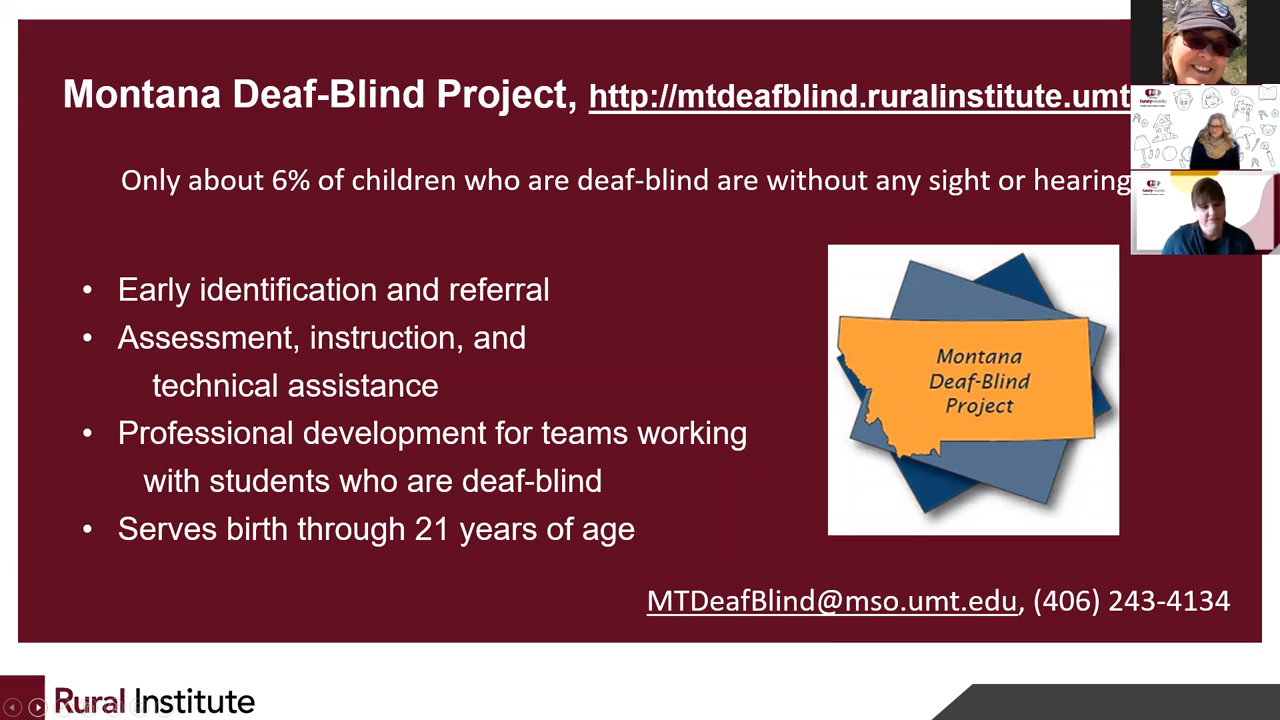 Montana Deaf-Blind Project, http://mtdeafblind.ruralinstitute.umt
Only about 6% of children who are deaf-blind are without any sight or hearing
• Early identification and referral
• Assessment, instruction, and
technical assistance
• Professional development for teams working
with students who are deaf-blind
• Serves birth through 21 years of age
Montana
Deaf-Blind
Project
MTDeafBlind@mso.umt.edu, (406) 243-4134
Rural Institute